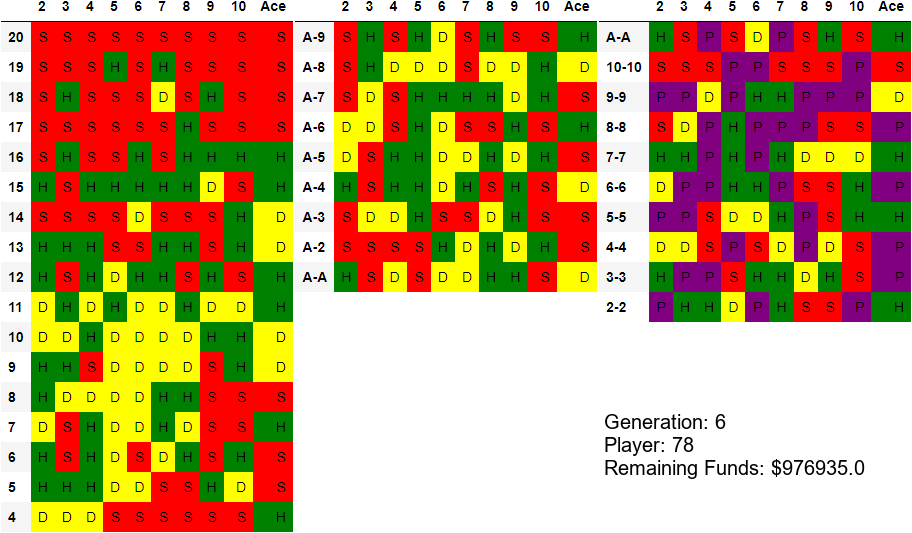 2 3 4 5 6 7 8 9 10 Ace
20 S S S S S S S S S S
19 S S S H S H S S S S
18 S H S S S D S H S S
17 S S S S S S H S S S
16 S H S S H S H H H H
15 H S H H H H H D S H
14 S S S S D S S S H D
13 H H H S S H H S H D
12 H S H D H H S H S H
11 D H D H D D H D D H
10 D D H D D D D H H D
9 H H S D D D D S H D
8 H D D D D H H S S S
7 D S H D D H D S S H
6 H S H D S D H S H S
5 H H H D D S S H D S
4 D D D S S S S S S H
2 3 4 5 6 7 8 9 10 Ace
A-9 S H S H D S H S S H
A-8 S H D D D S D D H D
A-7 S D S H H H H D H S
A-6 D D S H D S S H S H
A-5 D S H H D D H D H S
A-4 H S H H D H S H S D
A-3 S D D H S S D H S S
A-2 S S S S H D H D H S
A-A H S D S D D H H S D
2 3 4 5 6 7 8 9 10 Ace
A-A H S P S D P S H S H
10-10 S S S P P S S S P S
9-9 P P D P H H P P P D
8-8 S D P H P P P S S P
7-7 H H P H P H D D D H
6-6 D P P H H P S S H P
5-5 P P S D D H P S H H
4-4 D D S P S D P D S P
3-3 H P P S H H D H S P
2-2 P H H D P H S S P H
Generation: 6
Player: 78
Remaining Funds: $976935.0